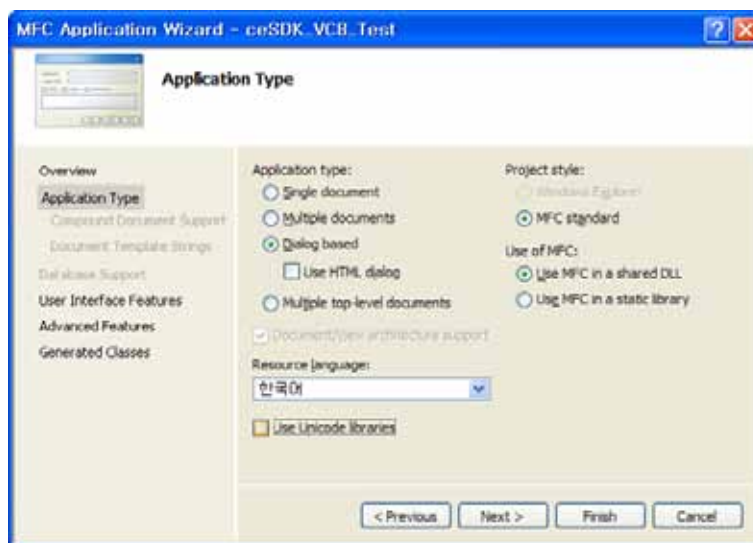 MFC Application Wizard - ceSDK_VC8_Test
Application Type
Overview
Application Type
Compound Document Support
Document Template Strings
Database Support
User Interface Features
Advanced Features
Generated Classes
Application type:
Single document
Multiple documents
Dialog based
Use HTML dialog
Multiple top-level documents
Document/View architecture support
Resource language:
한국어
Use Unicode libraries
Project style:
Windows Explorer
MFC standard
Use of MFC:
Use MFC in a shared DLL
Use MFC in a static library
< Previous
Next >
Finish
Cancel